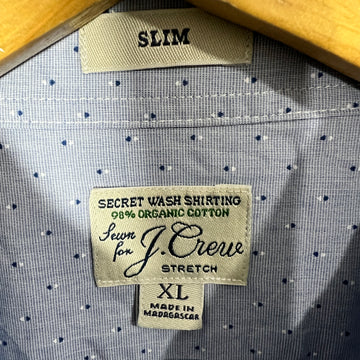 SLIM
SECRET WASH SHIRTING
98% ORGANIC COTTON
Sewn for J.Crew
STRETCH
XL
MADE IN
MADAGASCAR